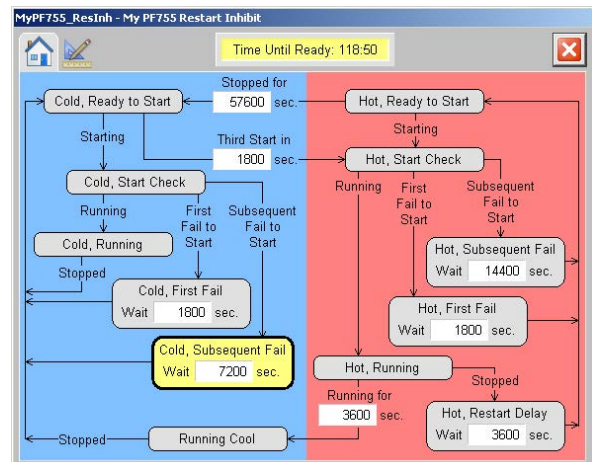 MyPF755_ResInh - My PF755 Restart Inhibit
Time Until Ready: 118:50
Stopped for
57600 sec.
Cold, Ready to Start
Hot, Ready to Start
Starting
Starting
Third Start in
1800 sec.
Hot, Start Check
Cold, Start Check
Running
First
Fail to
Start
Subsequent
Fail to
Start
Running
First
Fail to
Start
Subsequent
Fail to
Start
Cold, Running
Stopped
Hot, Subsequent Fail
Wait 14400 sec.
Cold, First Fail
Wait 1800 sec.
Hot, First Fail
Wait 1800 sec.
Cold, Subsequent Fail
Wait 7200 sec.
Hot, Running
Stopped
Running for
3600 sec.
Hot, Restart Delay
Wait 3600 sec.
Stopped
Running Cool